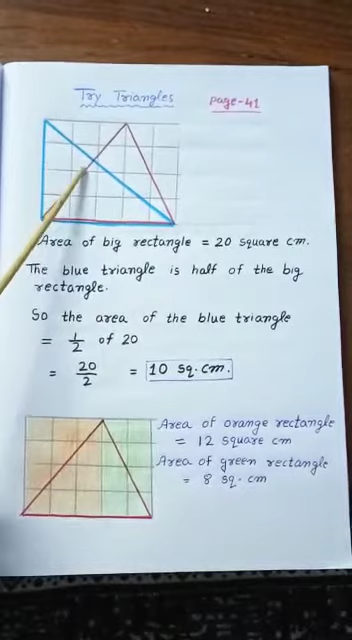 Try Triangles
Page-41
Area of big rectangle = 20 square cm.
The blue triangle is half of the big
rectangle.
So the area of the blue triangle
= 1/2 of 20
= 20/2 = 10 sq.cm.
Area of orange rectangle
= 12 square cm
Area of green rectangle
= 8 sq.cm